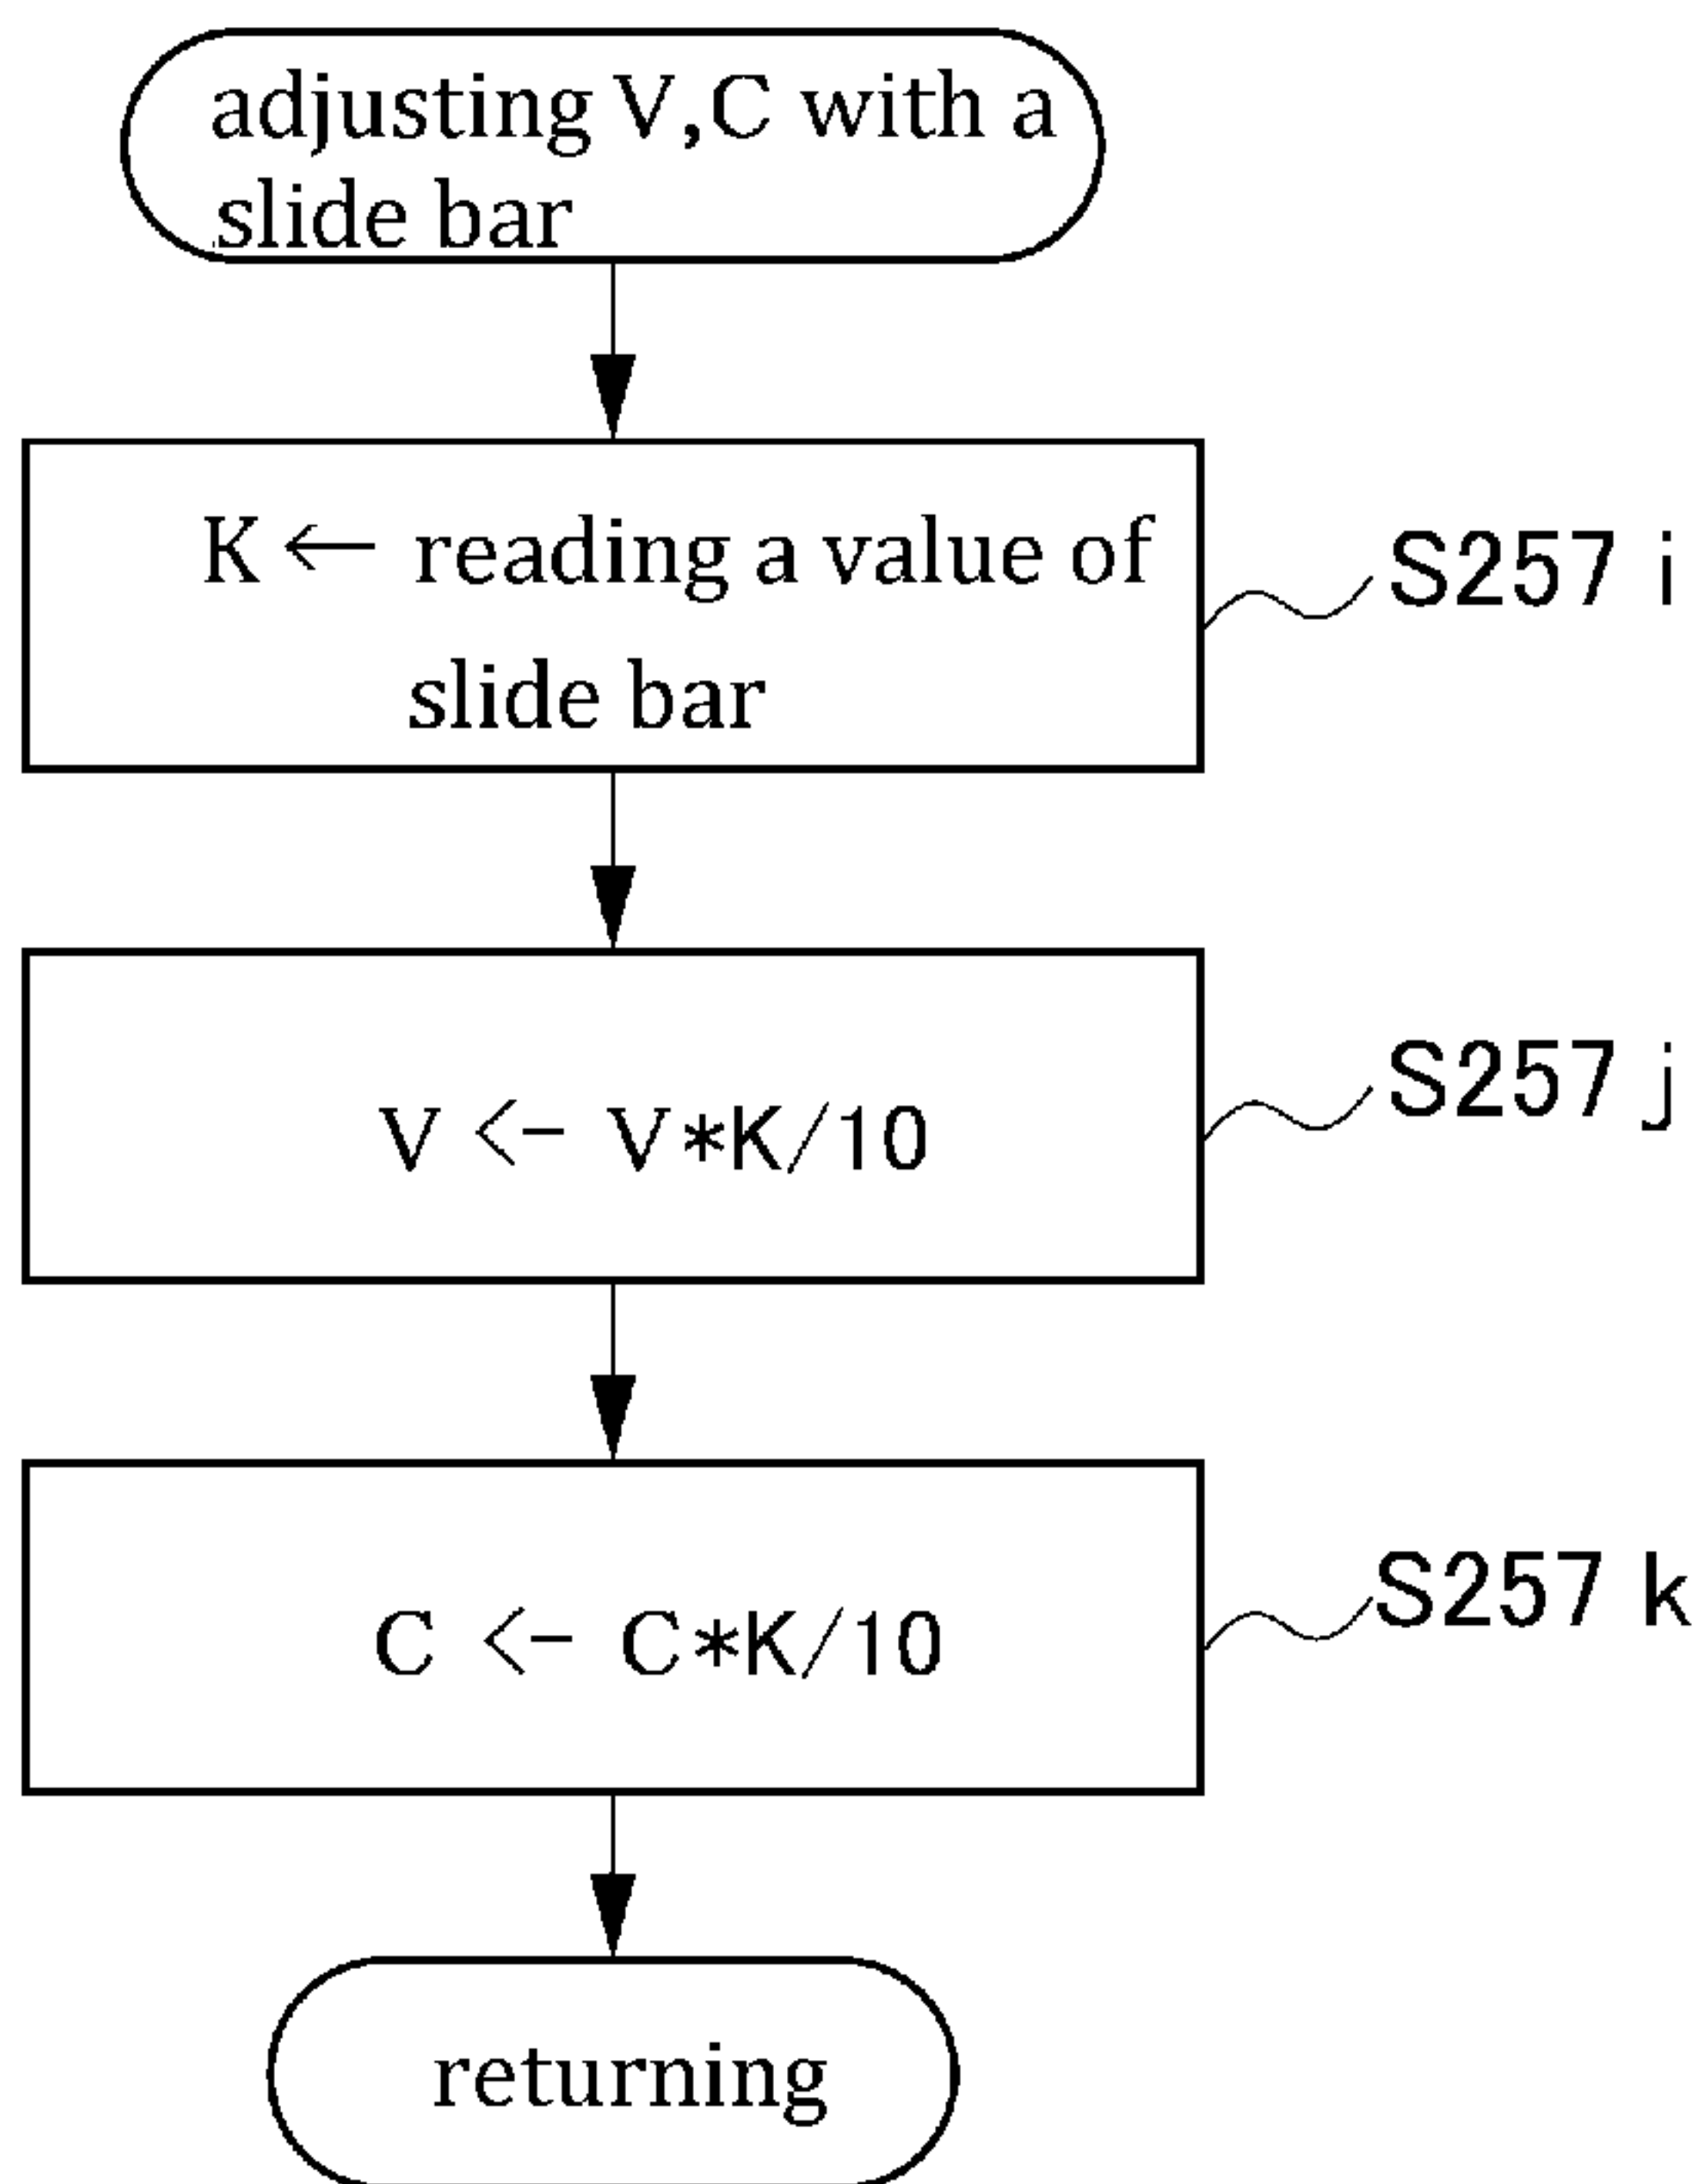 adjusting V,C with a
slide bar
K← reading a value of
slide bar
S257 i
V <- V*K/10
S257 j
C <- C*K/10
S257 k
returning